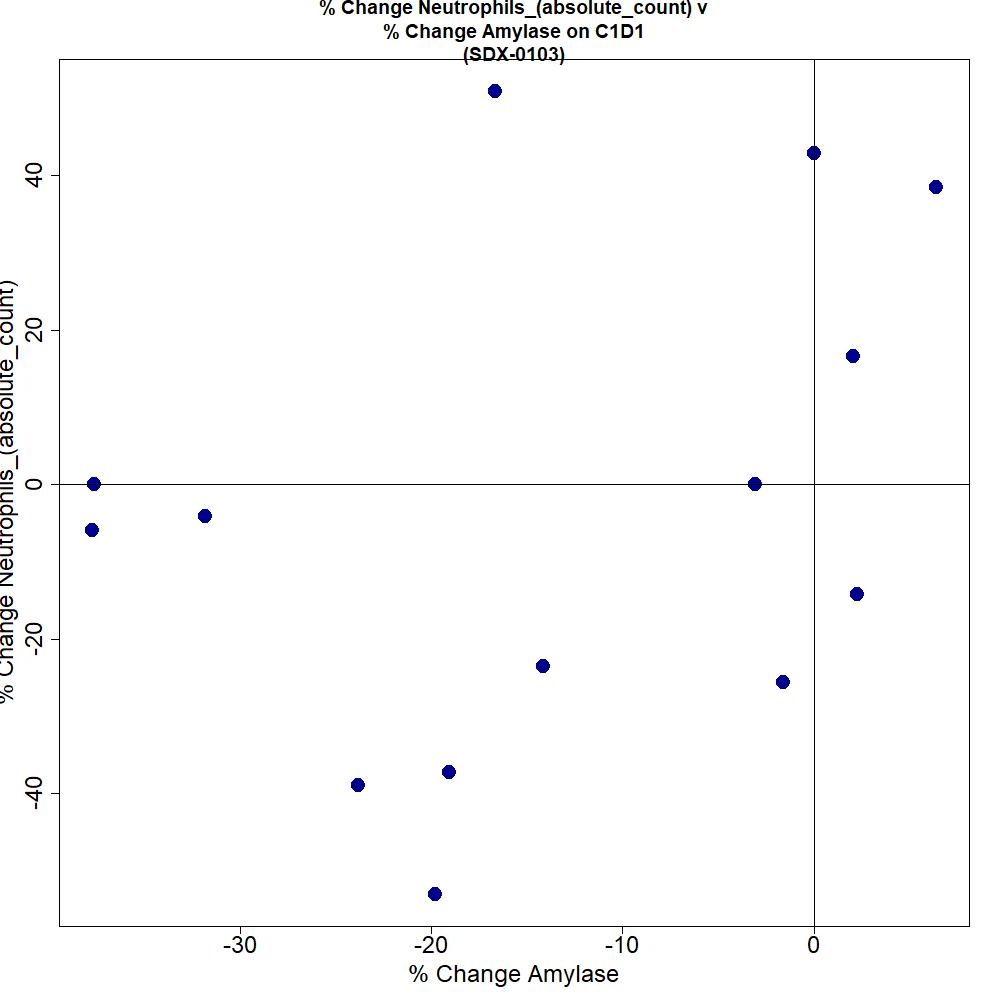 % Change Neutrophils_(absolute_count) v
% Change Amylase on C1D1
(SDX-0103)
% Change Neutrophils_(absolute_count)
40
20
0
-20
-40
-30
-20
-10
0
% Change Amylase